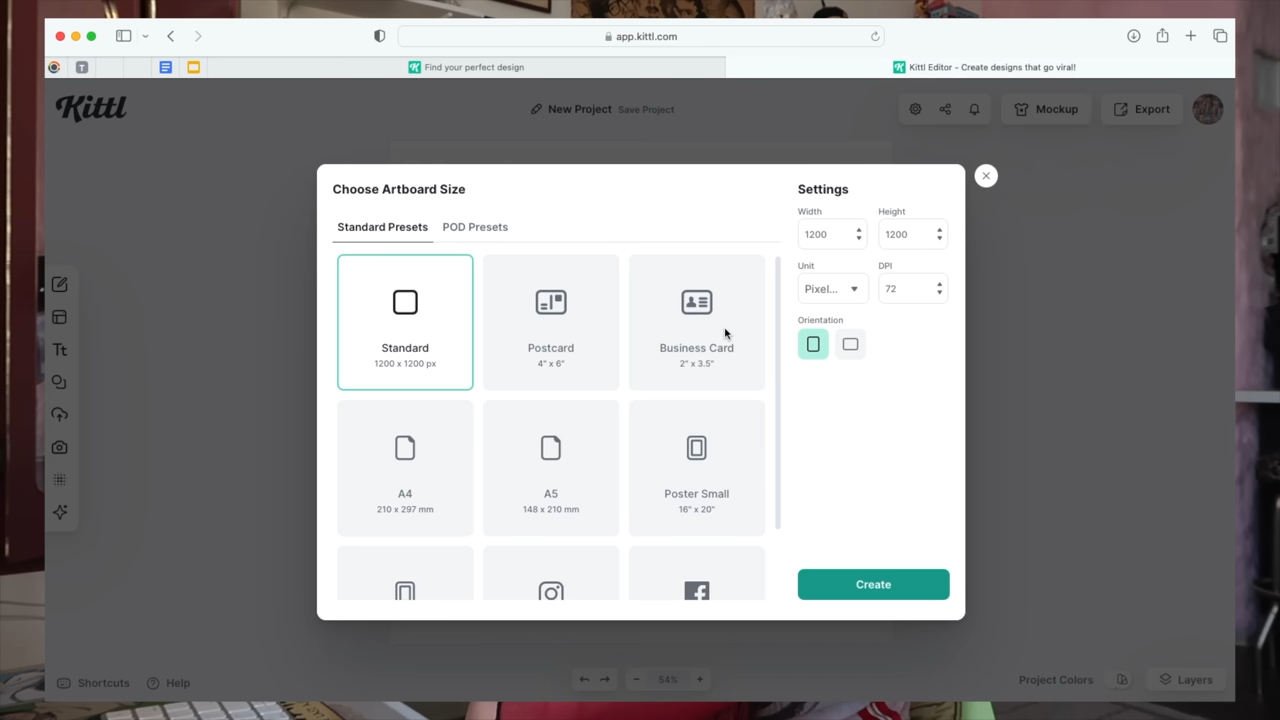 app.kittl.com
T
Find your perfect design
Kittl Editor - Create designs that go viral!
Kittl
New Project Save Project
Mockup
Export
Choose Artboard Size
Settings
Standard Presets
POD Presets
Width
Height
1200
1200
Unit
DPI
Pixel...
72
Orientation
Standard
1200 x 1200 px
Postcard
4" x 6"
Business Card
2" x 3.5"
Tt
A4
210 x 297 mm
A5
148 x 210 mm
Poster Small
16" x 20"
Create
Shortcuts
Help
54%
Project Colors
Layers